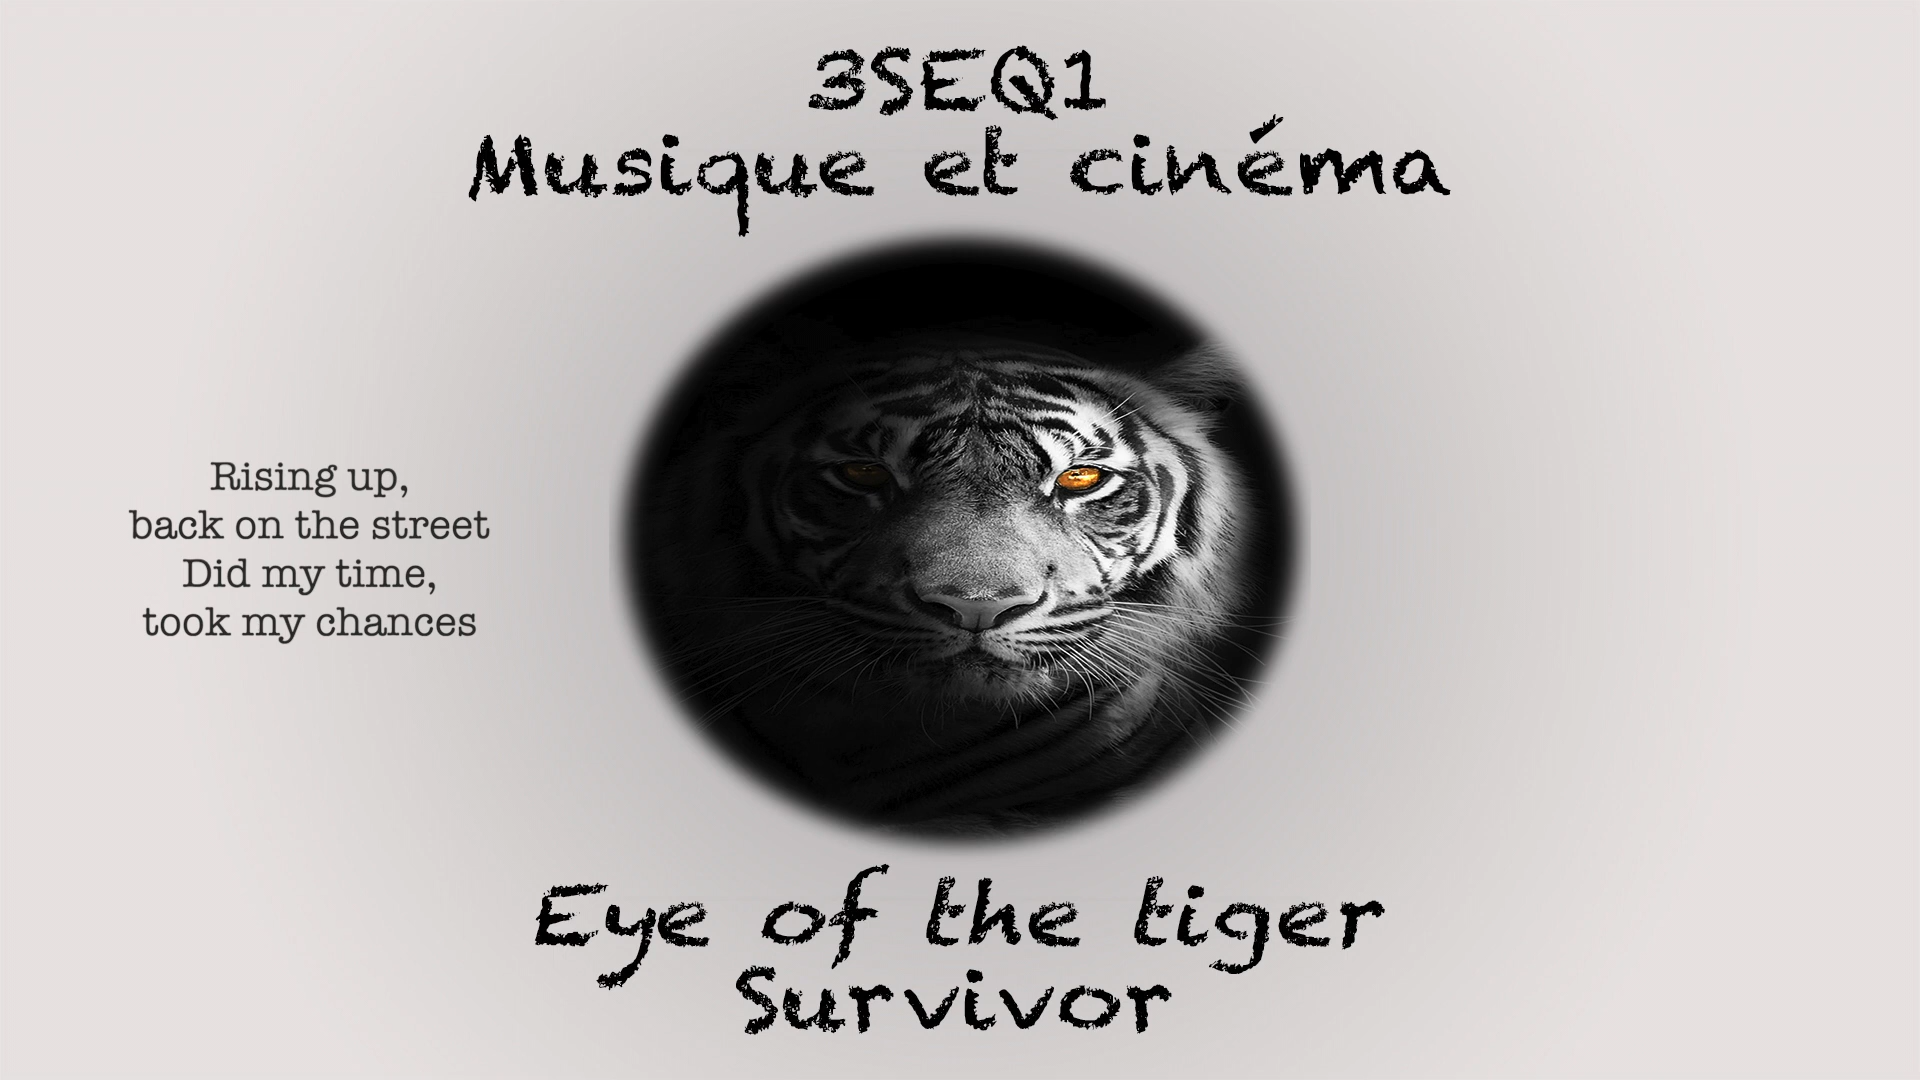 3SEQ1
Musique et cinéma
Rising up,
back on the street
Did my time,
took my chances
Eye of the tiger
Survivor